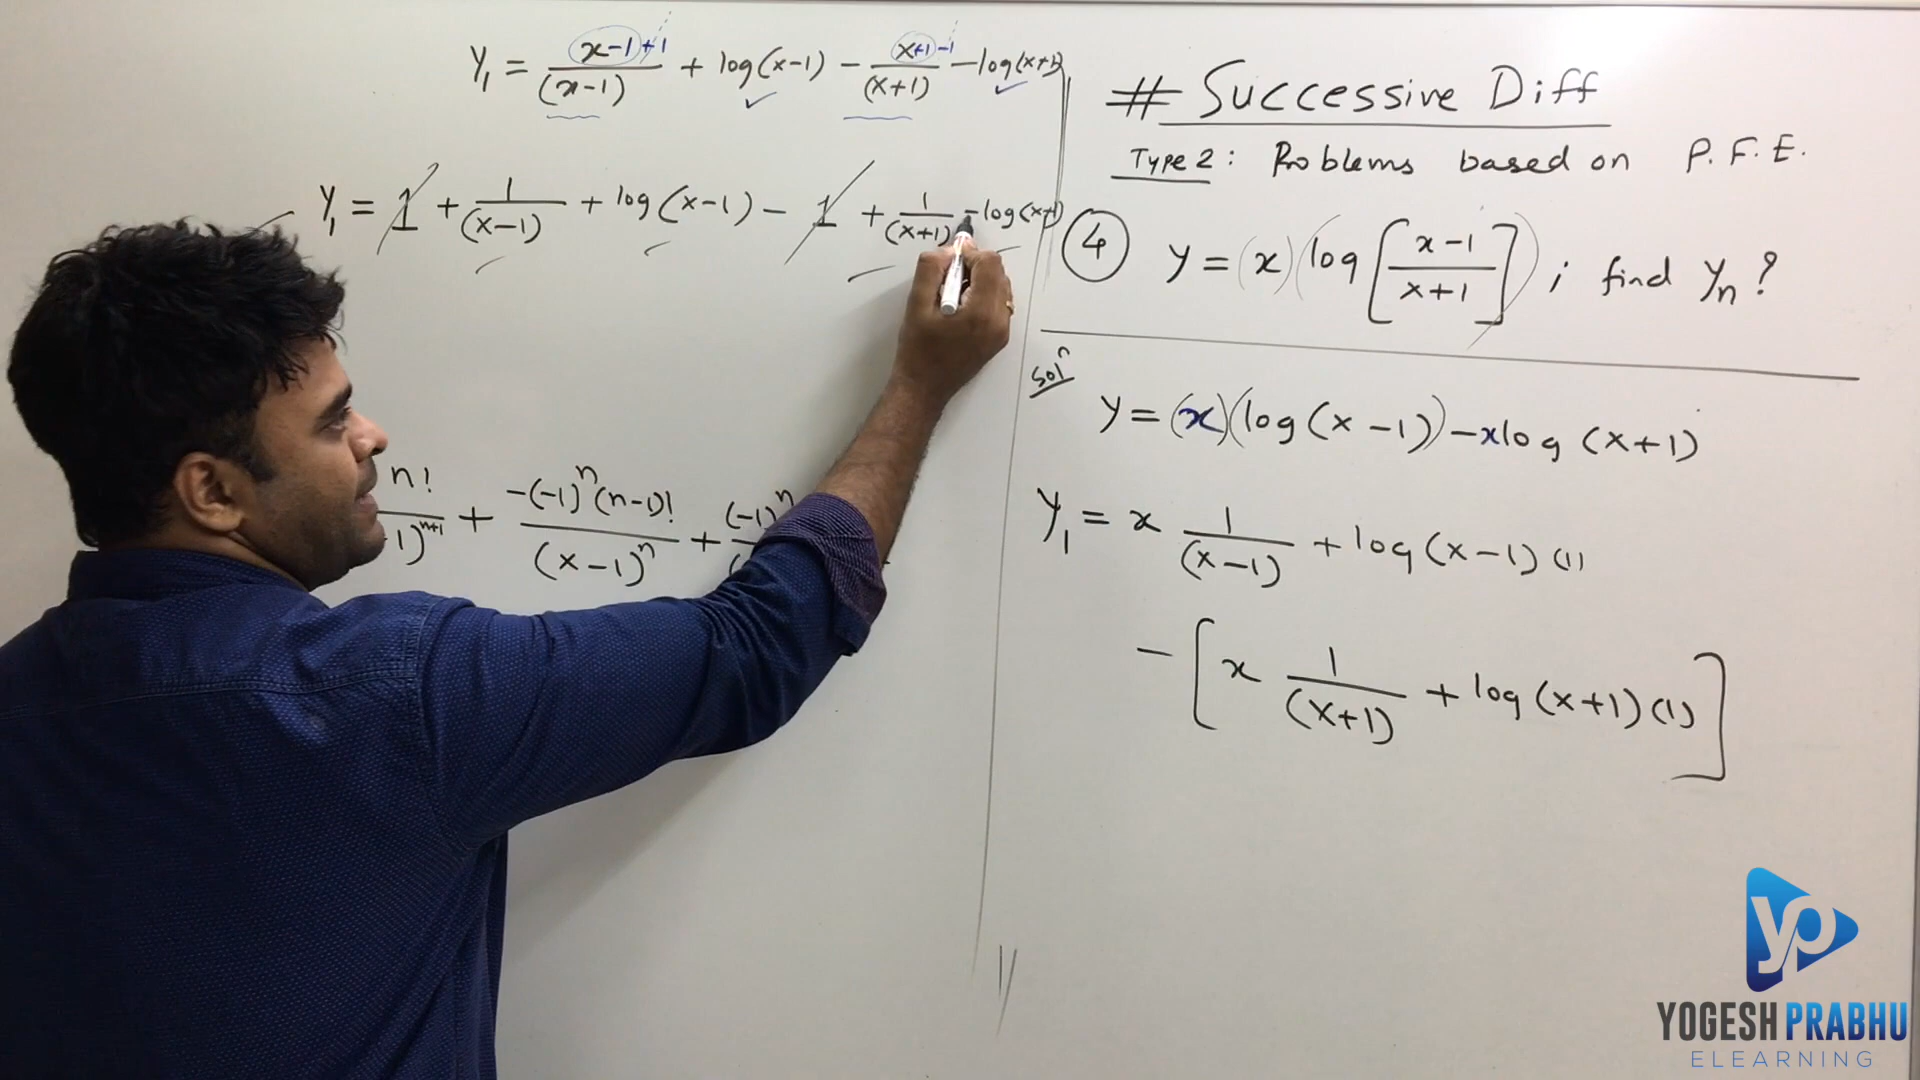 y₁ = x-1+1/(x-1) + log(x-1) - x+1-1/(x+1) - log(x+1)
y₁ = 1 + 1/(x-1) + log(x-1) - 1 + 1/(x+1) - log(x+1)
n!/1)ⁿ⁺¹ + -(-1)ⁿ(n-1)!/(x-1)ⁿ + (-1)ⁿ
# Successive Diff
Type 2: Problems based on P.F.E.
④ y = (x)(log[x-1/x+1]) ; find yₙ?
Solⁿ
y = (x)(log(x-1)) - xlog(x+1)
y₁ = x 1/(x-1) + log(x-1)(1)
- [x 1/(x+1) + log(x+1)(1)]
yp
YOGESH PRABHU
ELEARNING